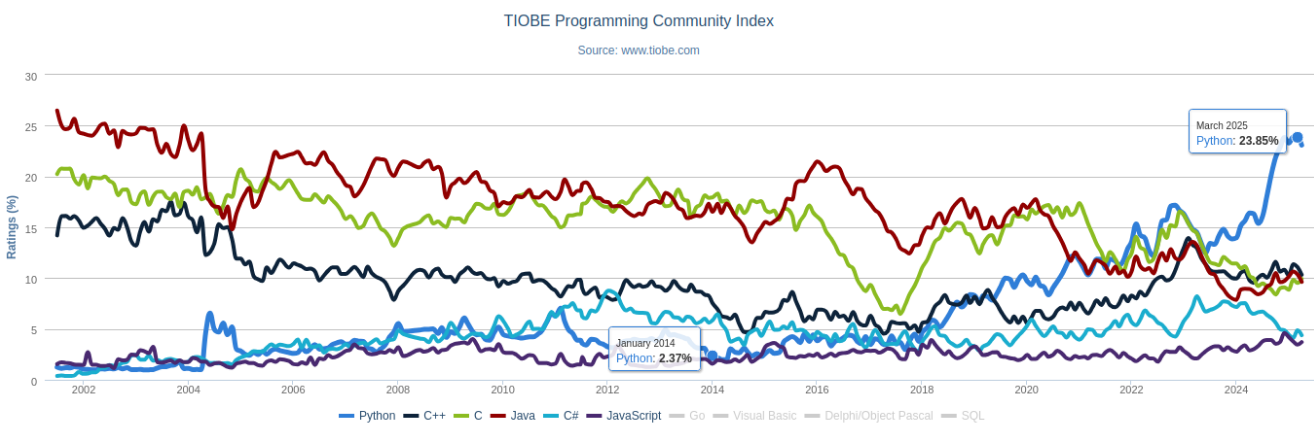 TIOBE Programming Community Index
Source: www.tiobe.com
Ratings (%)
30
25
20
15
10
5
0
March 2025
Python: 23.85%
January 2014
Python: 2.37%
2002 2004 2006 2008 2010 2012 2014 2016 2018 2020 2022 2024
Python C++ C Java C# JavaScript Go Visual Basic Delphi/Object Pascal SQL